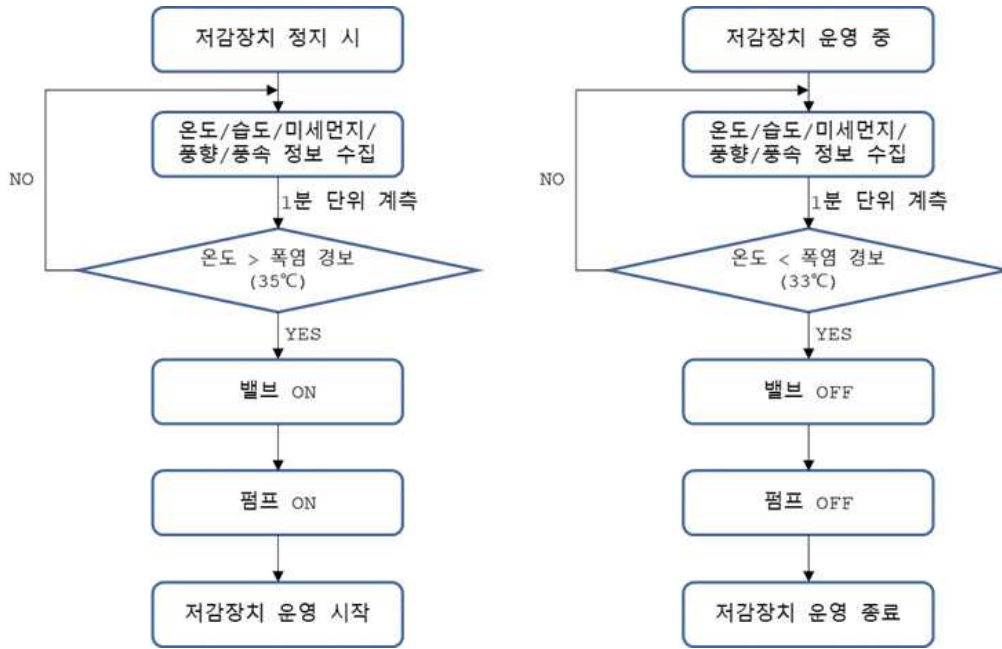 저감장치 정지 시
온도/습도/미세먼지/
풍향/풍속 정보 수집
NO
1분 단위 계측
온도 > 폭염 경보
(35℃)
YES
밸브 ON
펌프 ON
저감장치 운영 시작
저감장치 운영 중
온도/습도/미세먼지/
풍향/풍속 정보 수집
NO
1분 단위 계측
온도 < 폭염 경보
(33℃)
YES
밸브 OFF
펌프 OFF
저감장치 운영 종료